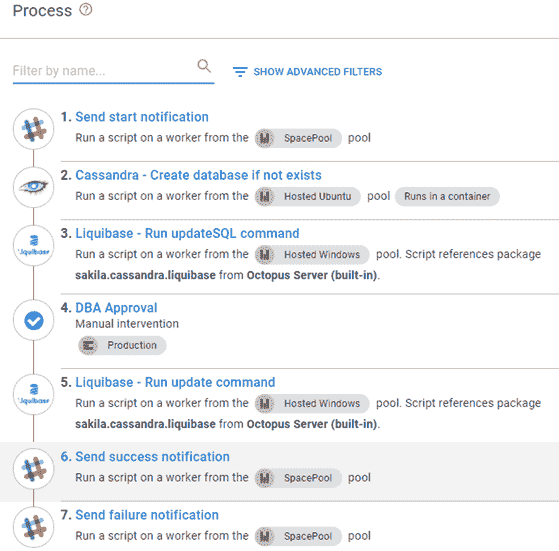 Process
Filter by name...
SHOW ADVANCED FILTERS
1. Send start notification
Run a script on a worker from the SpacePool pool
2. Cassandra - Create database if not exists
Run a script on a worker from the Hosted Ubuntu pool Runs in a container
3. Liquibase - Run updateSQL command
Run a script on a worker from the Hosted Windows pool. Script references package
sakila.cassandra.liquibase from Octopus Server (built-in).
4. DBA Approval
Manual intervention
Production
5. Liquibase - Run update command
Run a script on a worker from the Hosted Windows pool. Script references package
sakila.cassandra.liquibase from Octopus Server (built-in).
6. Send success notification
Run a script on a worker from the SpacePool pool
7. Send failure notification
Run a script on a worker from the SpacePool pool